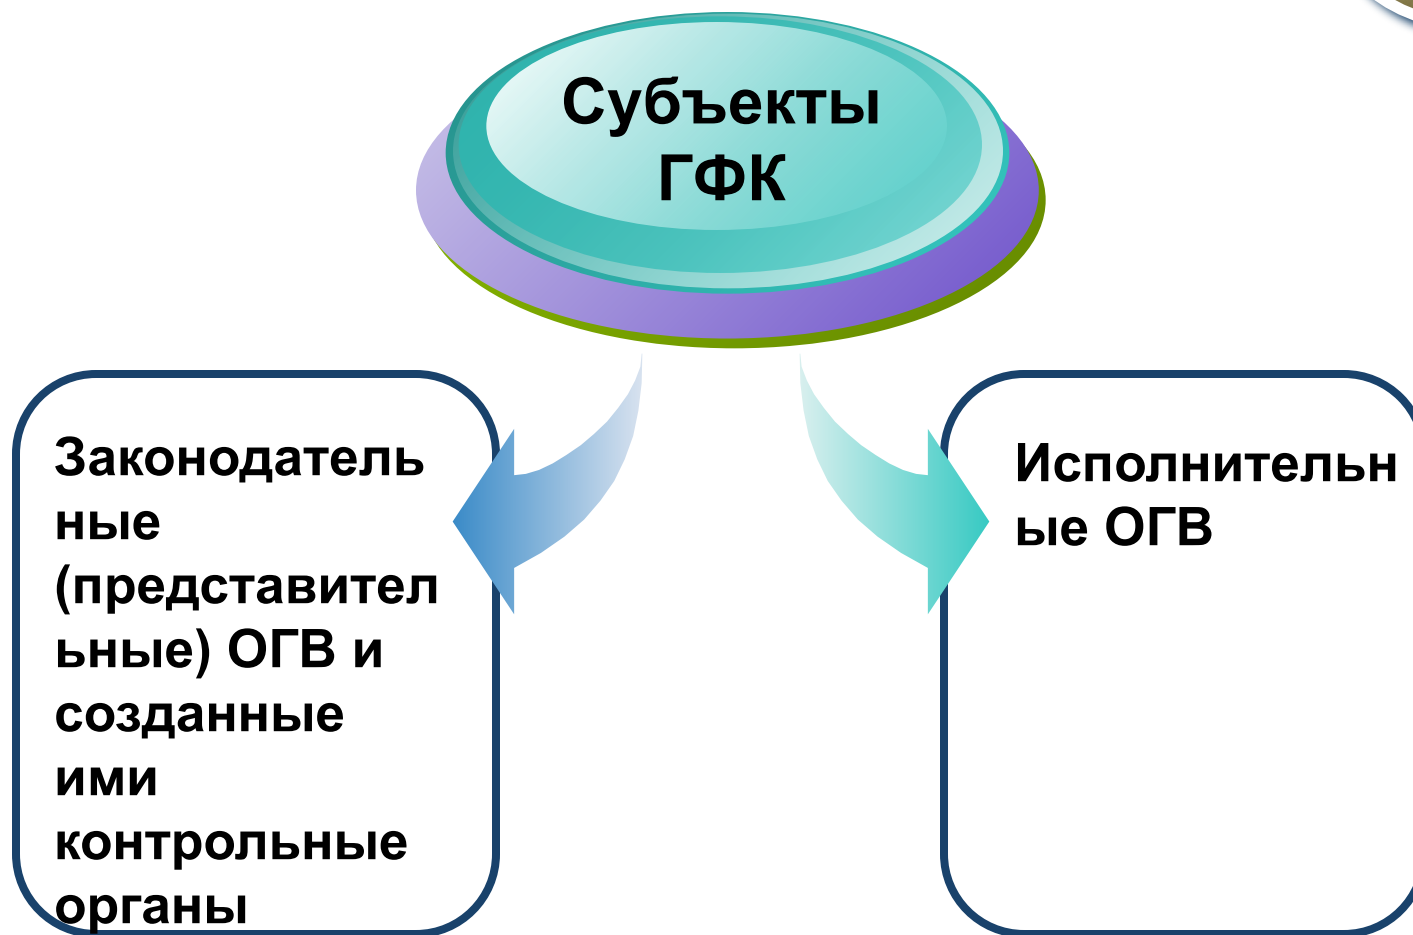 Субъекты
ГФК
Законодатель
ные
(представител
ьные) ОГВ и
созданные
ими
контрольные
органы
Исполнительн
ые ОГВ